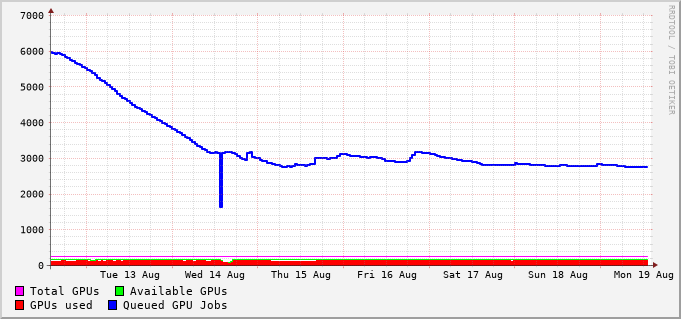 7000
6000
5000
4000
3000
2000
1000
0
Tue 13 Aug Wed 14 Aug Thu 15 Aug Fri 16 Aug Sat 17 Aug Sun 18 Aug Mon 19 Aug
Total GPUs Available GPUs
GPUs used Queued GPU Jobs
RRDTOOL / TOBI OETIKER